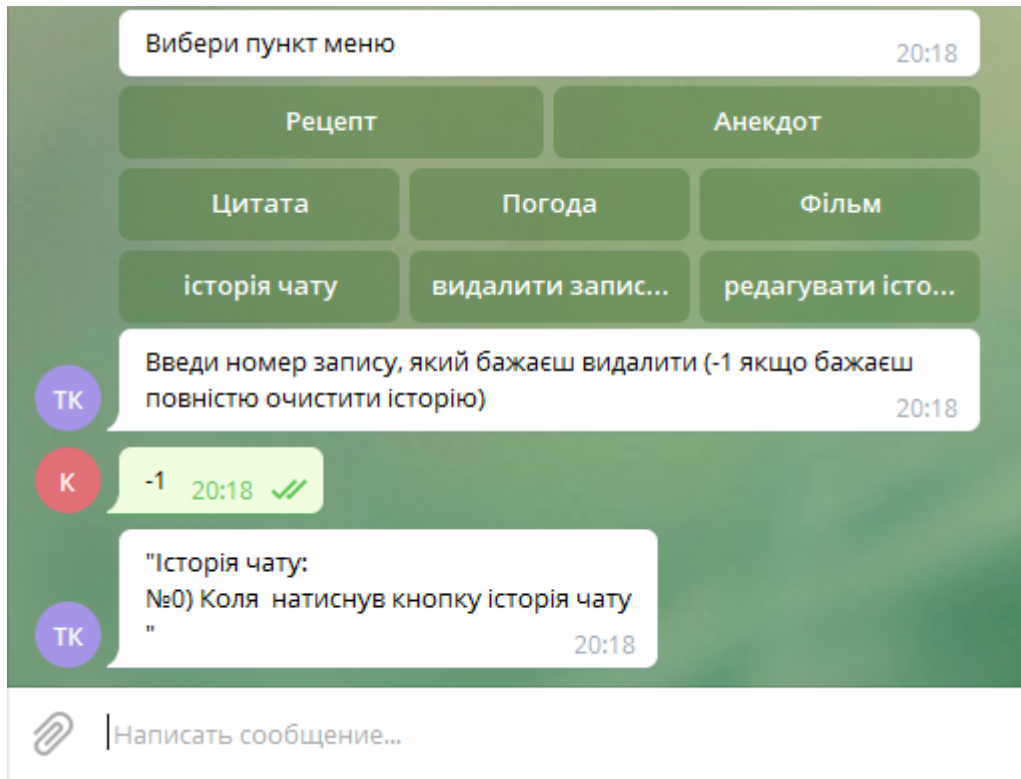 Вибери пункт меню
20:18
Рецепт
Анекдот
Цитата
Погода
Фільм
історія чату
видалити запис...
редагувати істо...
Введи номер запису, який бажаєш видалити (-1 якщо бажаєш
повністю очистити історію)
20:18
ТК
К
-1 20:18
"Історія чату:
№0) Коля  натиснув кнопку історія чату
"
20:18
ТК
Написать сообщение...